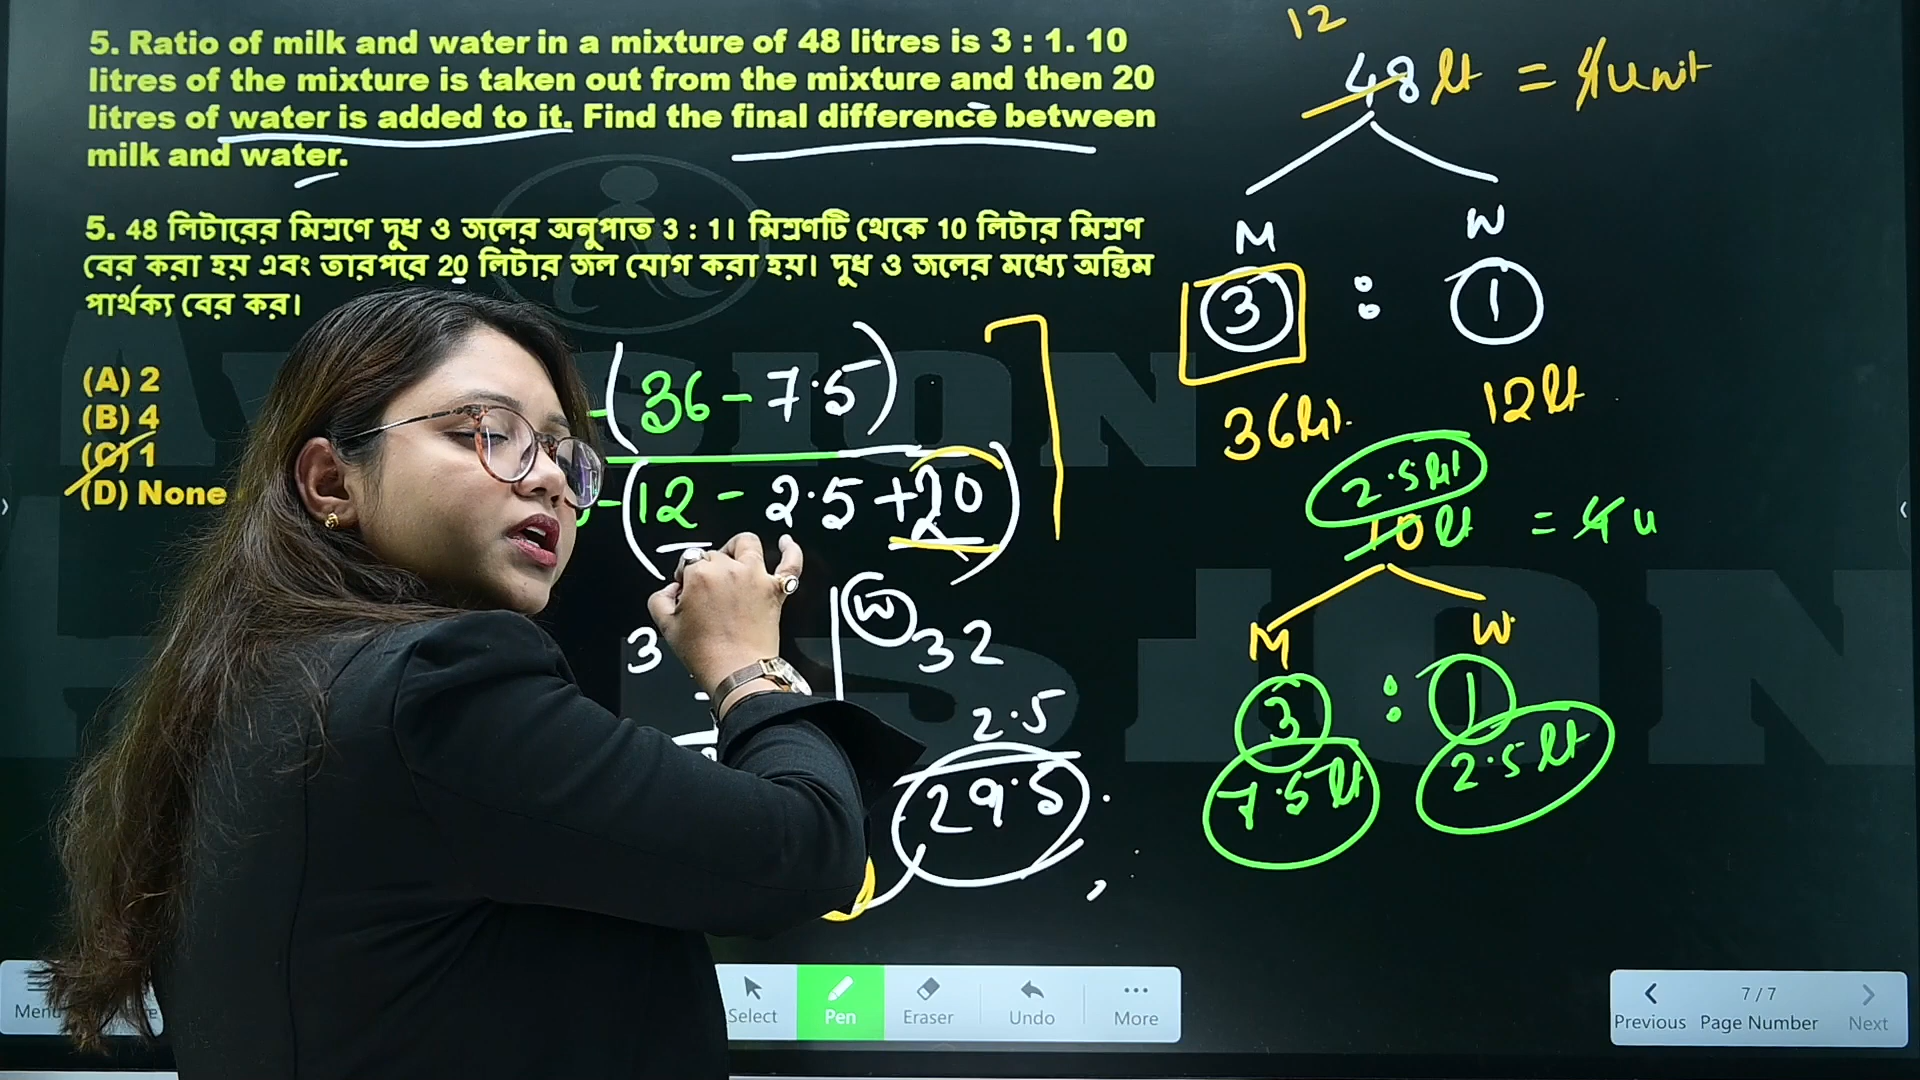 5. Ratio of milk and water in a mixture of 48 litres is 3 : 1. 10
litres of the mixture is taken out from the mixture and then 20
litres of water is added to it. Find the final difference between
milk and water.
5. 48 লিটারের মিশ্রণে দুধ ও জলের অনুপাত 3 : 1। মিশ্রণটি থেকে 10 লিটার মিশ্রণ
বের করা হয় এবং তারপরে 20 লিটার জল যোগ করা হয়। দুধ ও জলের মধ্যে অন্তিম
পার্থক্য বের কর।
(A) 2
(B) 4
(C) 1
(D) None
(36 - 7.5)
(12 - 2.5 + 20)
3
W
32
2.5
29.5
12
48 lt = 4 unit
M W
3 : 1
36 lt. 12 lt
2.5 lt
10 lt = 4 u
M W
3 : 1
7.5 lt 2.5 lt
Menu
Select
Pen
Eraser
Undo
More
7 / 7
Previous Page Number Next